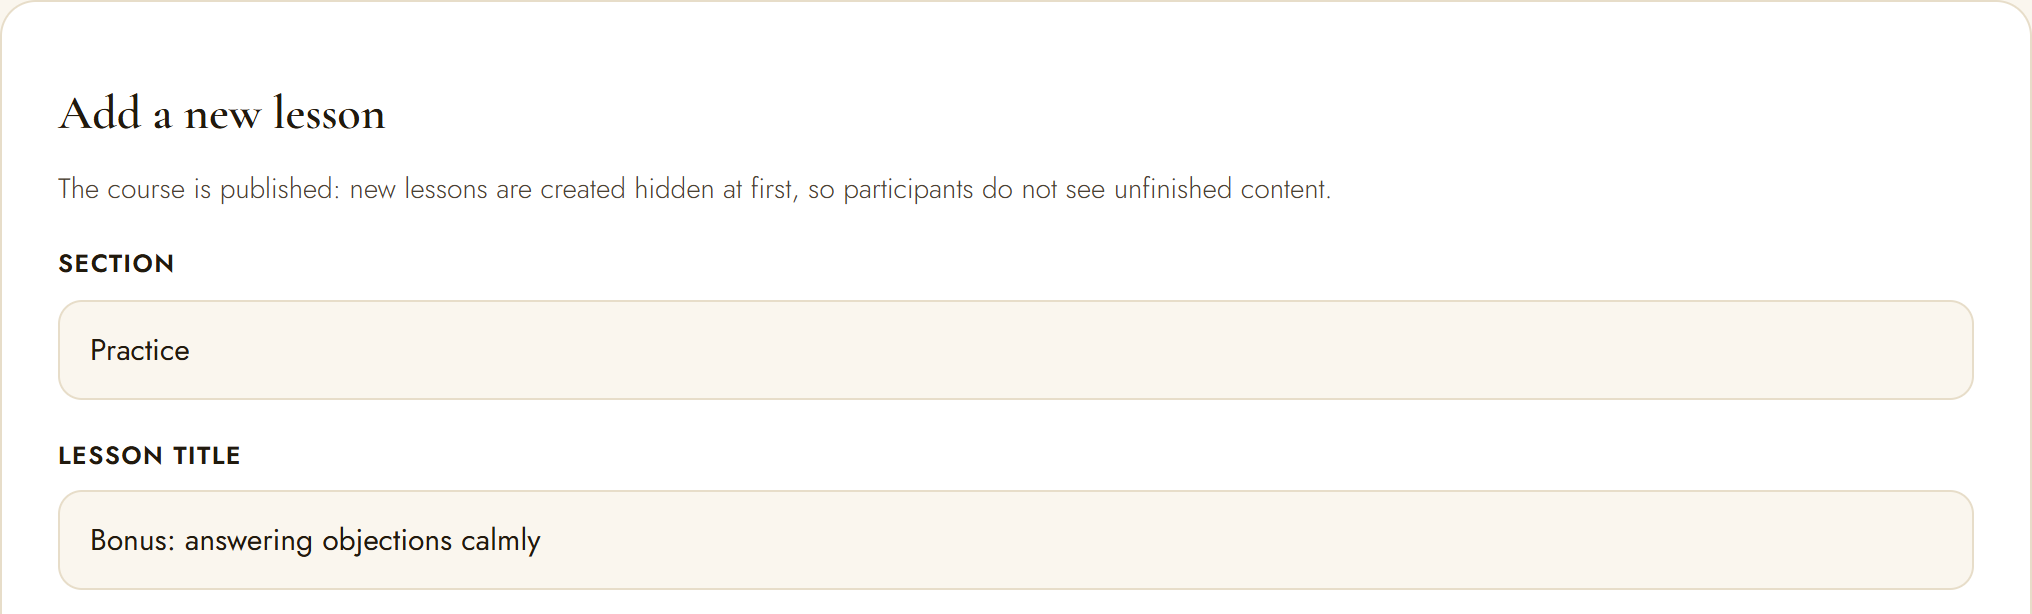 Add a new lesson
The course is published: new lessons are created hidden at first, so participants do not see unfinished content.
SECTION
Practice
LESSON TITLE
Bonus: answering objections calmly